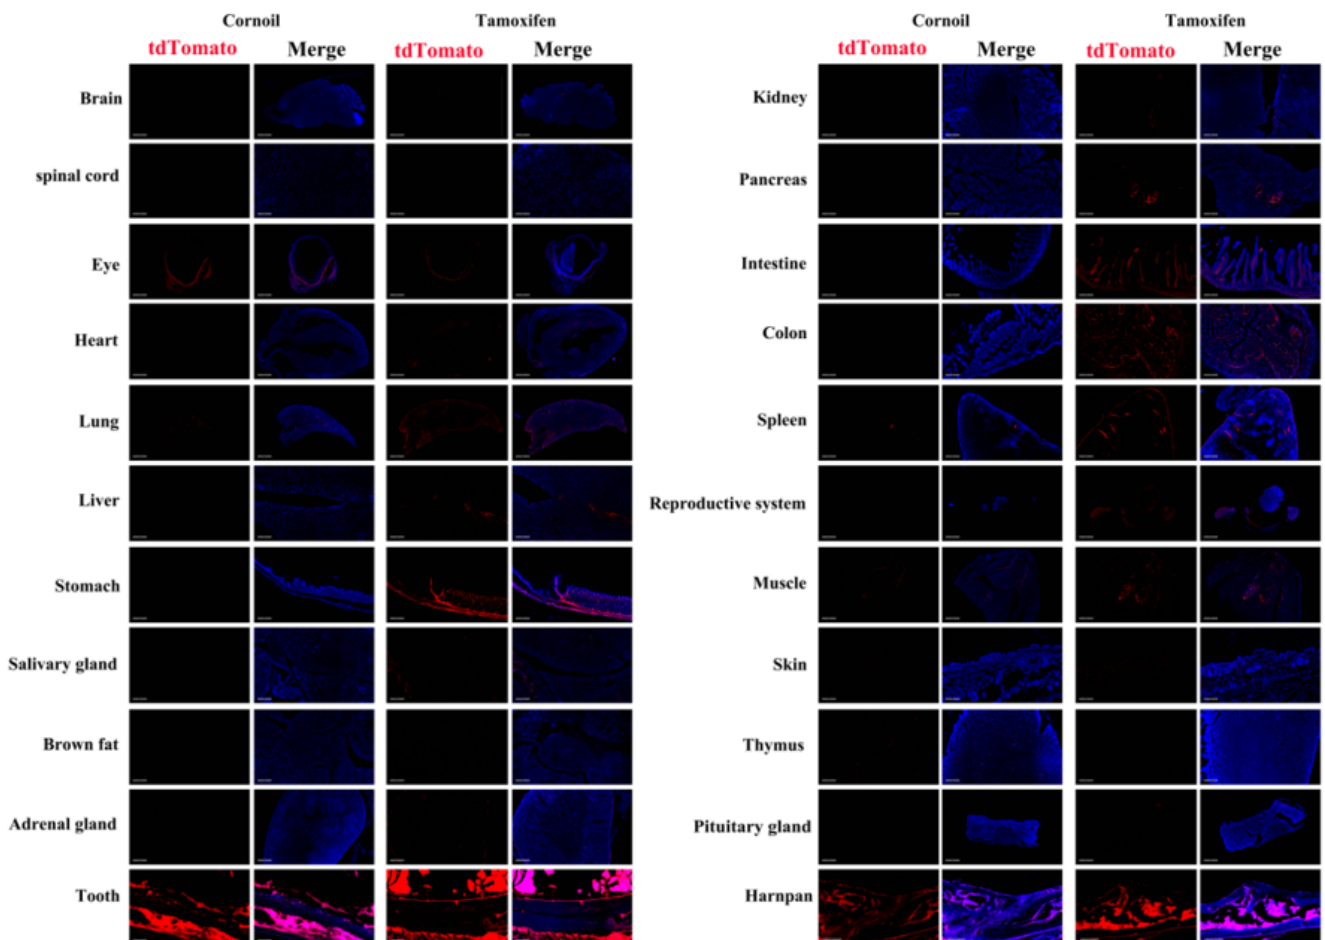 Cornoil Tamoxifen Cornoil Tamoxifen
tdTomato Merge tdTomato Merge tdTomato Merge tdTomato Merge
Brain Kidney
spinal cord Pancreas
Eye Intestine
Heart Colon
Lung Spleen
Liver Reproductive system
Stomach Muscle
Salivary gland Skin
Brown fat Thymus
Adrenal gland Pituitary gland
Tooth Harnpan